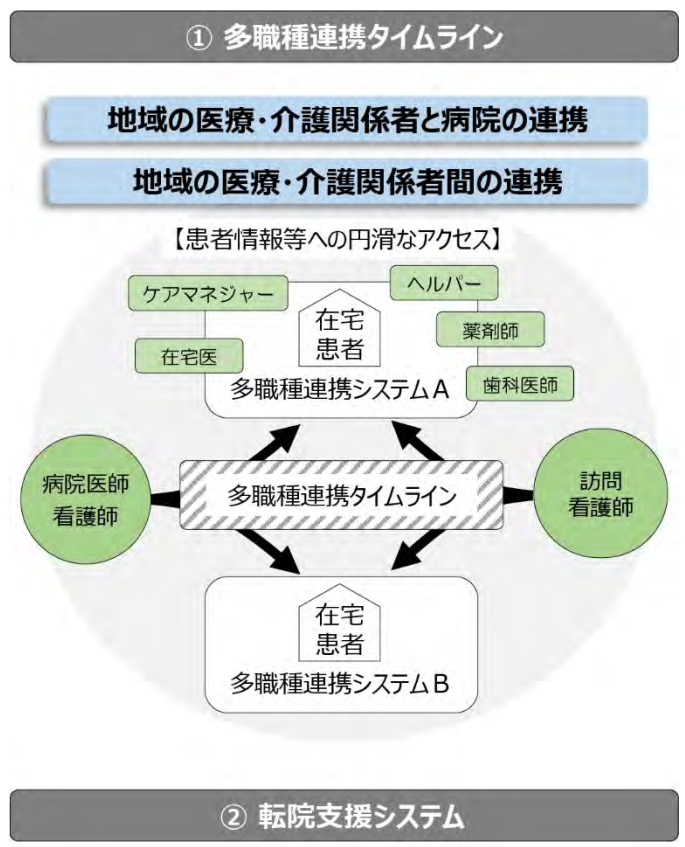 ① 多職種連携タイムライン
地域の医療・介護関係者と病院の連携
地域の医療・介護関係者間の連携
【患者情報等への円滑なアクセス】
ケアマネジャー
ヘルパー
在宅
患者
薬剤師
在宅医
歯科医師
多職種連携システムA
病院医師
看護師
多職種連携タイムライン
訪問
看護師
在宅
患者
多職種連携システムB
② 転院支援システム